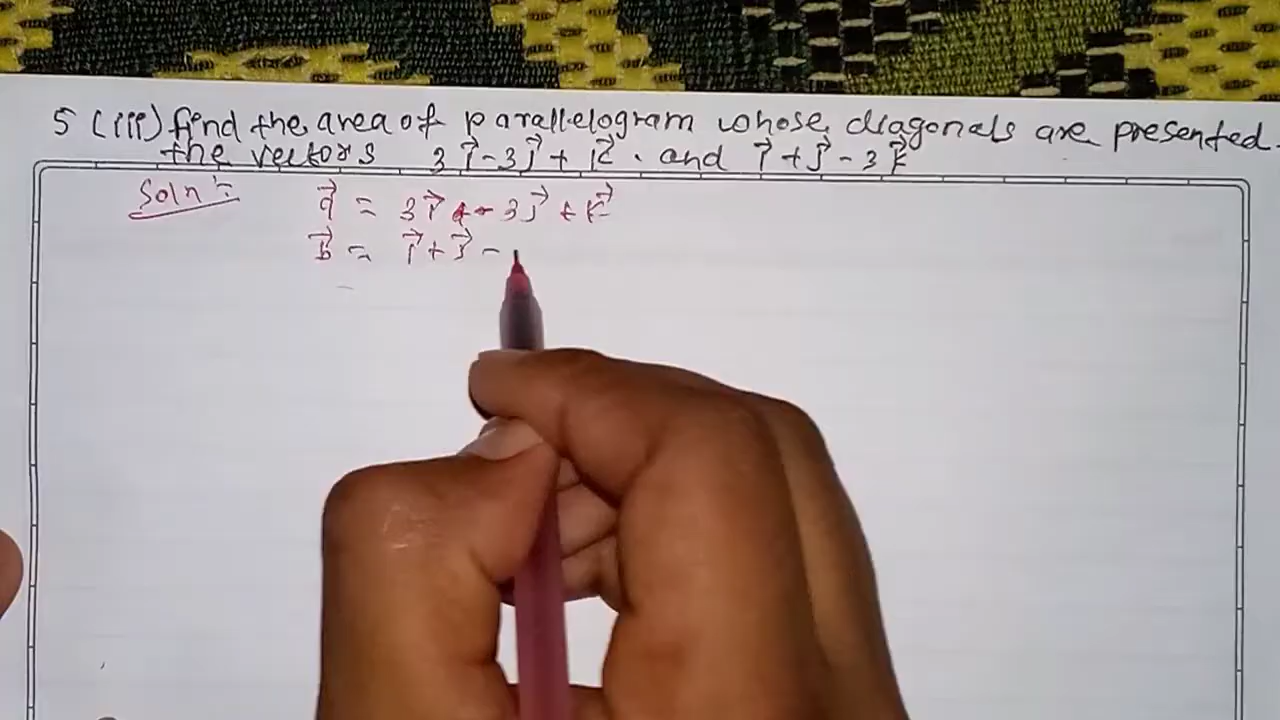 5 (iii) find the area of parallelogram whose diagonals are presented
the vectors 3i⃗ - 3j⃗ + k⃗ . and i⃗ + j⃗ - 3k⃗
Soln :-
a⃗ = 3i⃗ - 3j⃗ + k⃗
b⃗ = i⃗ + j⃗ -